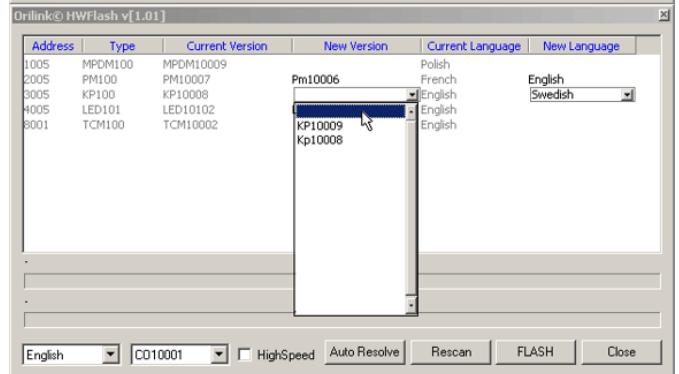 Orilink© HWFlash v[1.01]
Address Type Current Version New Version Current Language New Language
1005 MPDM100 MPDM10009 Polish
2005 PM100 PM10007 Pm10006 French English
3005 KP100 KP10008 English Swedish
4005 LED101 LED10102 English
8001 TCM100 TCM10002 English
KP10009
Kp10008
-
-
English CO10001 HighSpeed Auto Resolve Rescan FLASH Close